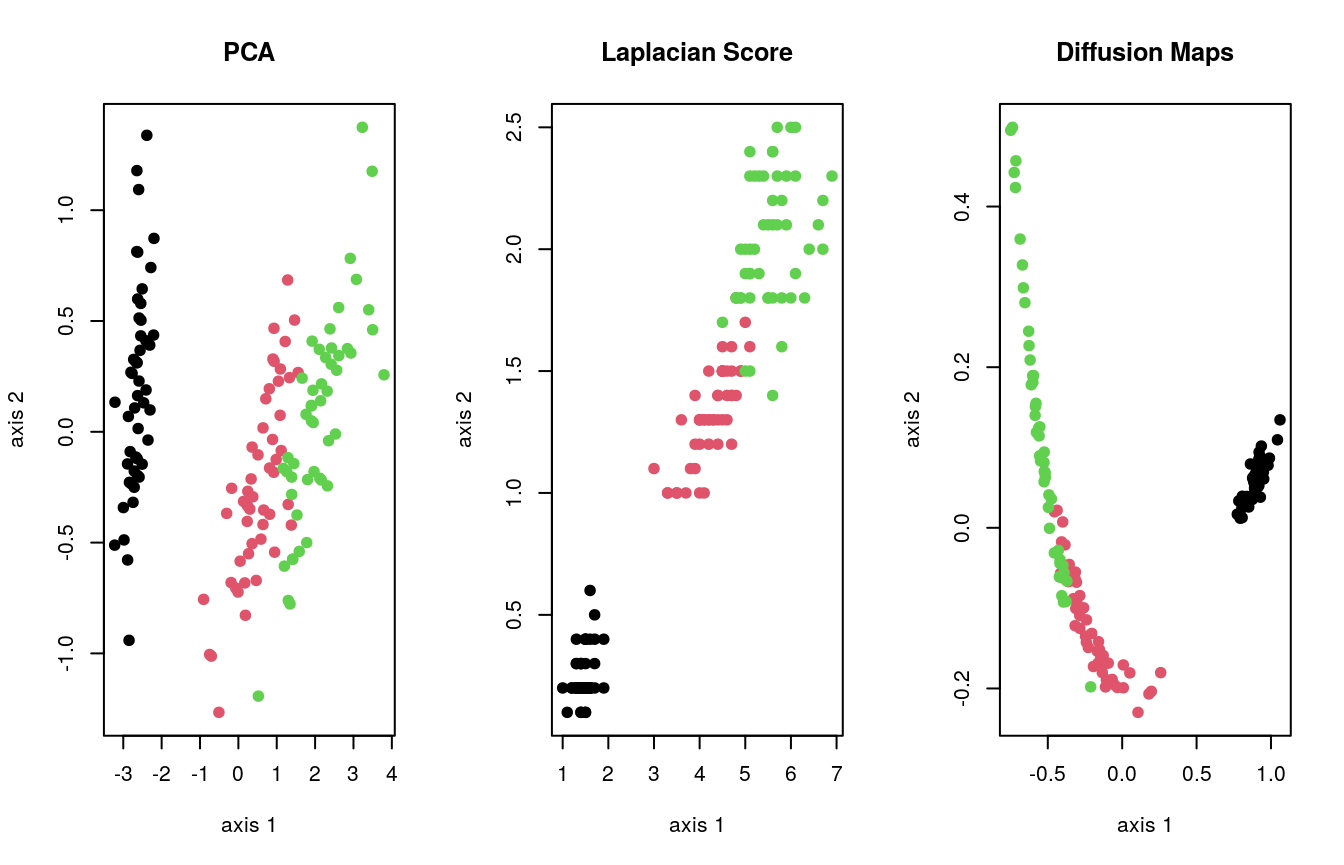 PCA
axis 2
1.0
0.5
0.0
-0.5
-1.0
-3 -2 -1 0 1 2 3 4
axis 1
Laplacian Score
axis 2
2.5
2.0
1.5
1.0
0.5
1 2 3 4 5 6 7
axis 1
Diffusion Maps
axis 2
0.4
0.2
0.0
-0.2
-0.5 0.0 0.5 1.0
axis 1